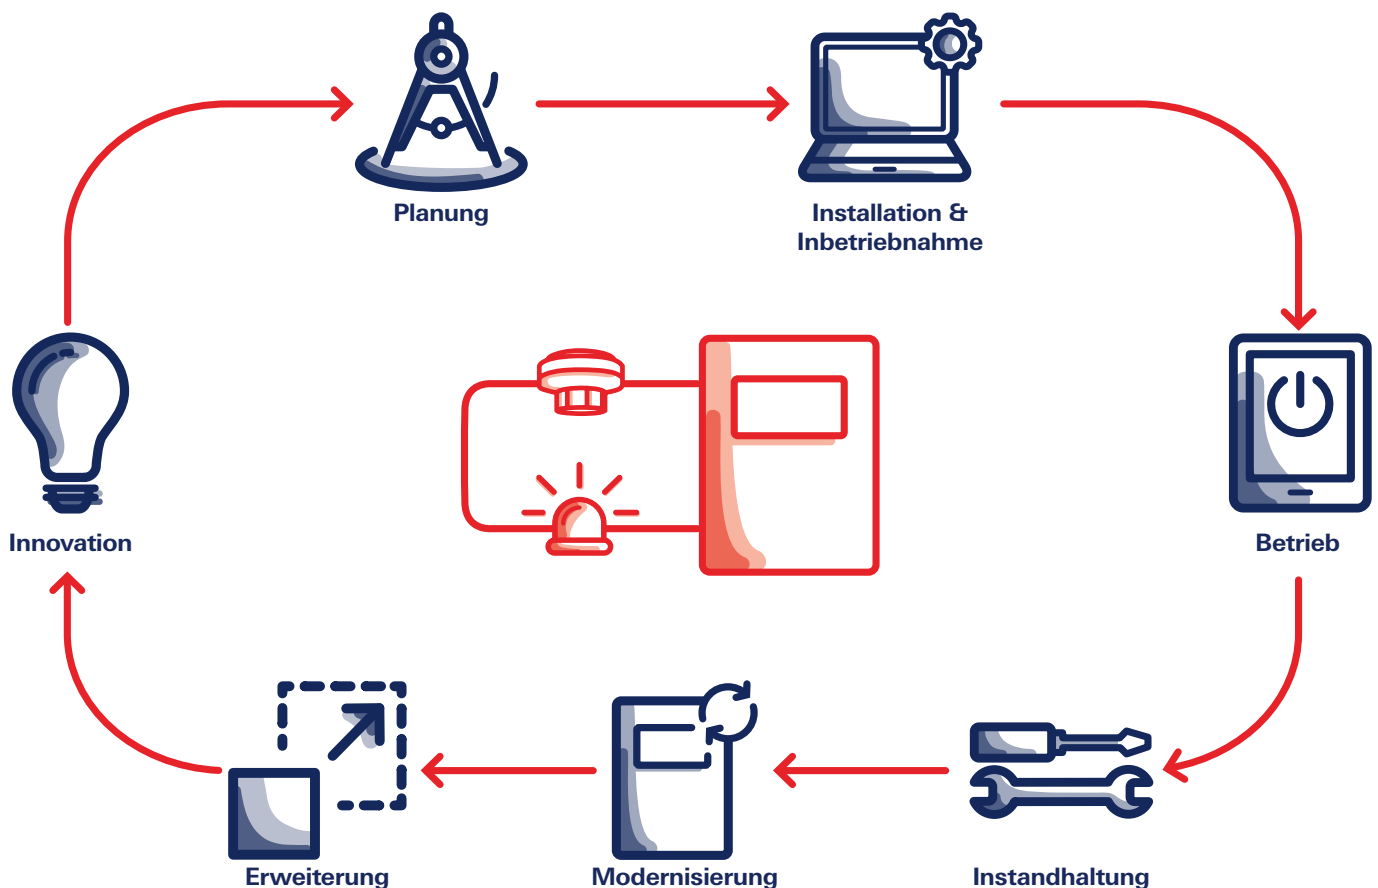 Planung
Installation &
Inbetriebnahme
Innovation
Betrieb
Erweiterung
Modernisierung
Instandhaltung